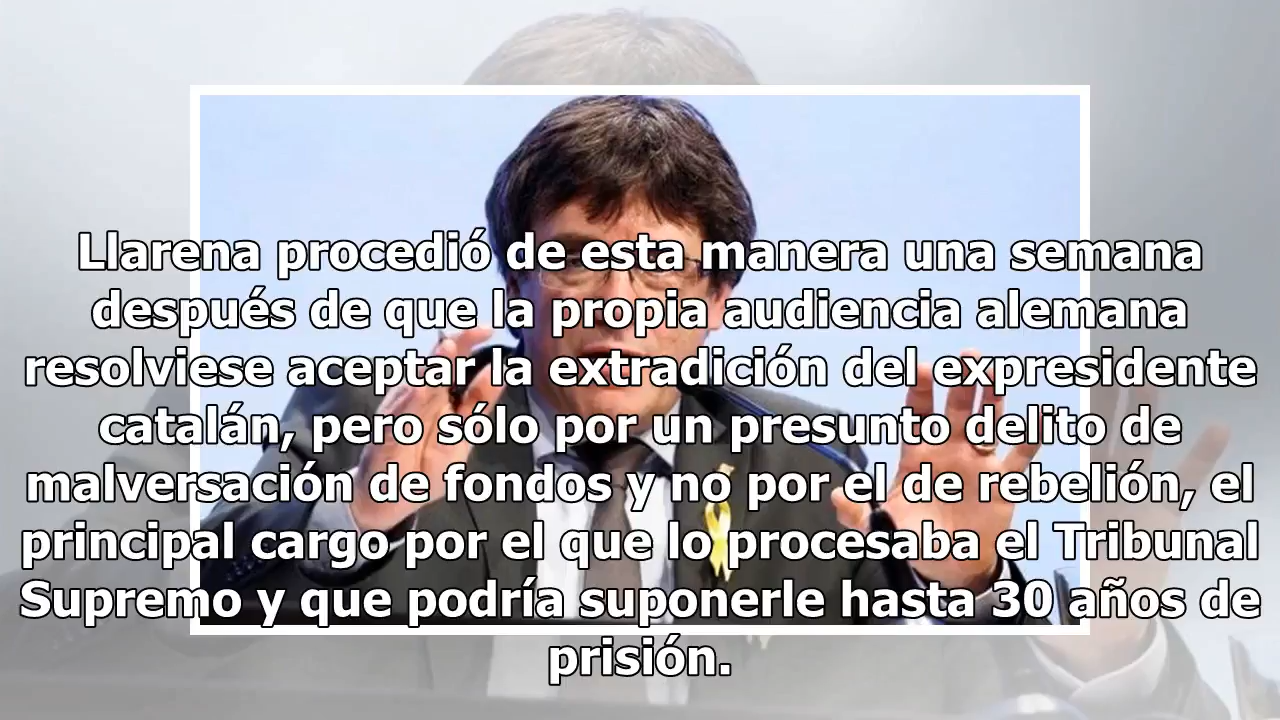 Llarena procedió de esta manera una semana
después de que la propia audiencia alemana
resolviese aceptar la extradición del expresidente
catalán, pero sólo por un presunto delito de
malversación de fondos y no por el de rebelión, el
principal cargo por el que lo procesaba el Tribunal
Supremo y que podría suponerle hasta 30 años de
prisión.